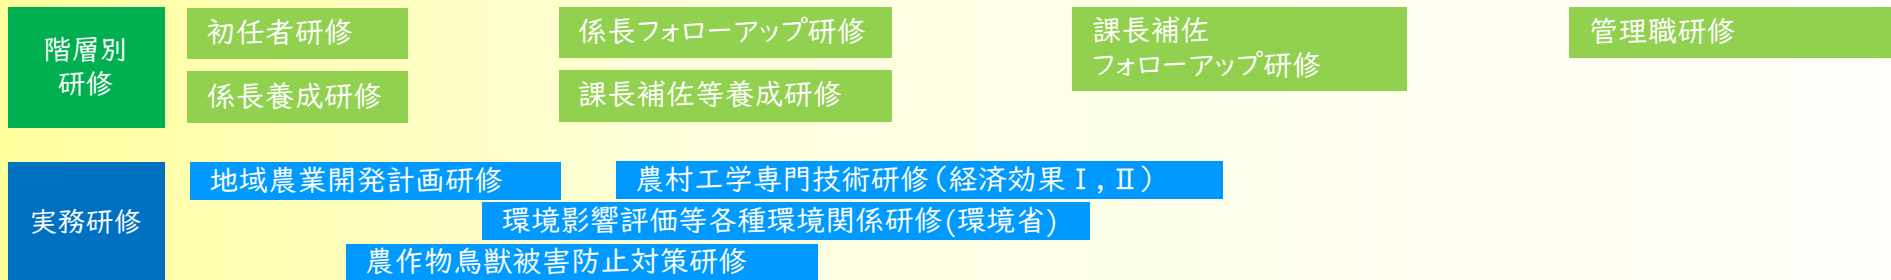 階層別
研修
初任者研修
係長養成研修
係長フォローアップ研修
課長補佐等養成研修
課長補佐
フォローアップ研修
管理職研修
実務研修
地域農業開発計画研修
農村工学専門技術研修（経済効果Ⅰ,Ⅱ）
環境影響評価等各種環境関係研修(環境省)
農作物鳥獣被害防止対策研修